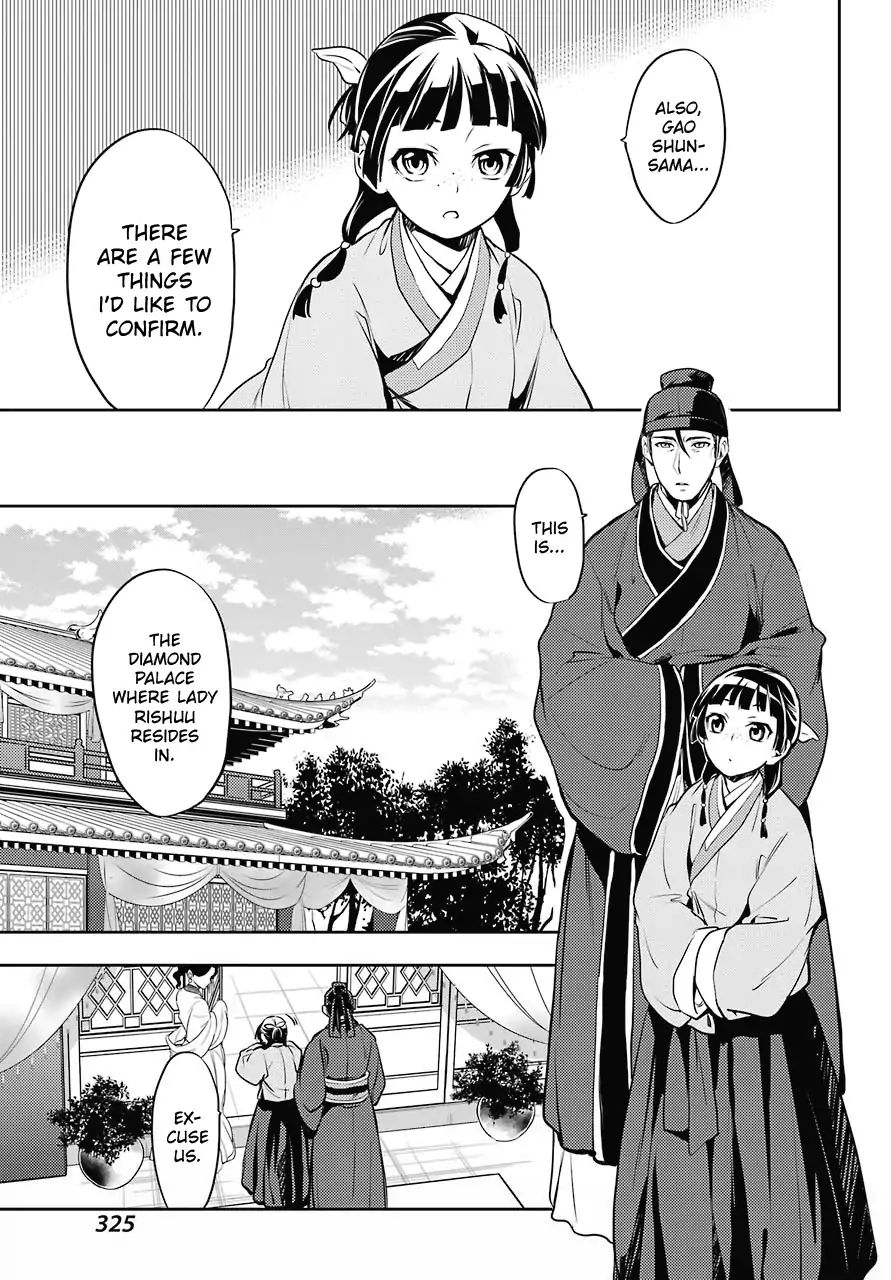 ALSO,
GAO
SHUN-
SAMA...
THERE
ARE A FEW
THINGS
I'D LIKE TO
CONFIRM.
THIS
IS...
THE
DIAMOND
PALACE
WHERE LADY
RISHUU
RESIDES
IN.
EX-
CUSE
US.
325